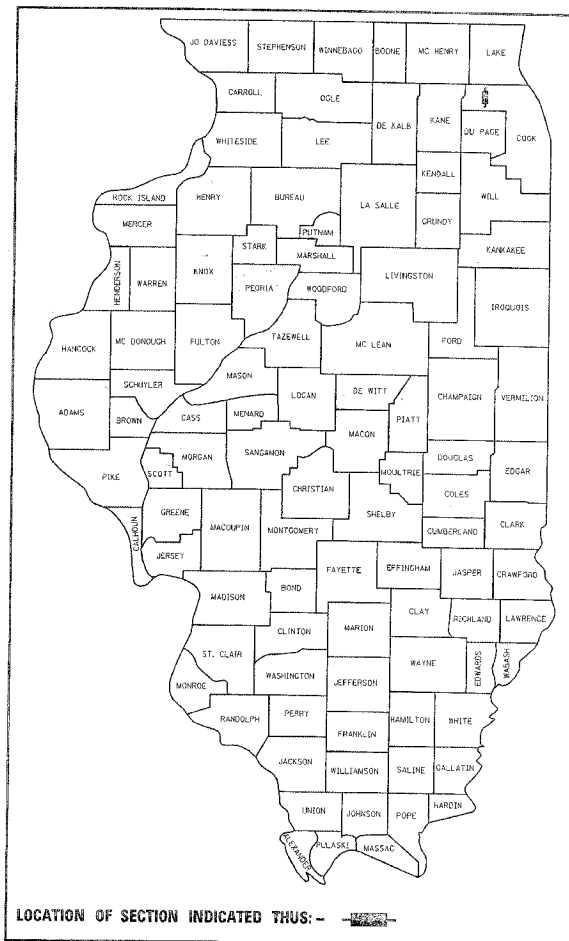 JO DAVIESS STEPHENSON WINNEBAGO BOONE MC HENRY LAKE
CARROLL OGLE DE KALB KANE DU PAGE COOK
WHITESIDE LEE
KENDALL
ROCK ISLAND HENRY BUREAU LA SALLE GRUNDY WILL
MERCER PUTNAM KANKAKEE
HENDERSON WARREN KNOX STARK MARSHALL LIVINGSTON
PEORIA WOODFORD IROQUOIS
HANCOCK MC DONOUGH FULTON TAZEWELL MC LEAN FORD
SCHUYLER MASON LOGAN DE WITT CHAMPAIGN VERMILION
ADAMS BROWN CASS MENARD PIATT
MACON
PIKE SCOTT MORGAN SANGAMON MOULTRIE DOUGLAS EDGAR
CHRISTIAN COLES
CALHOUN GREENE MACOUPIN MONTGOMERY SHELBY CUMBERLAND CLARK
JERSEY FAYETTE EFFINGHAM JASPER CRAWFORD
MADISON BOND
CLAY RICHLAND LAWRENCE
CLINTON MARION
ST. CLAIR WAYNE EDWARDS WABASH
WASHINGTON JEFFERSON
MONROE
RANDOLPH PERRY HAMILTON WHITE
FRANKLIN
JACKSON WILLIAMSON SALINE GALLATIN
UNION JOHNSON POPE HARDIN
ALEXANDER PULASKI MASSAC
LOCATION OF SECTION INDICATED THUS: -